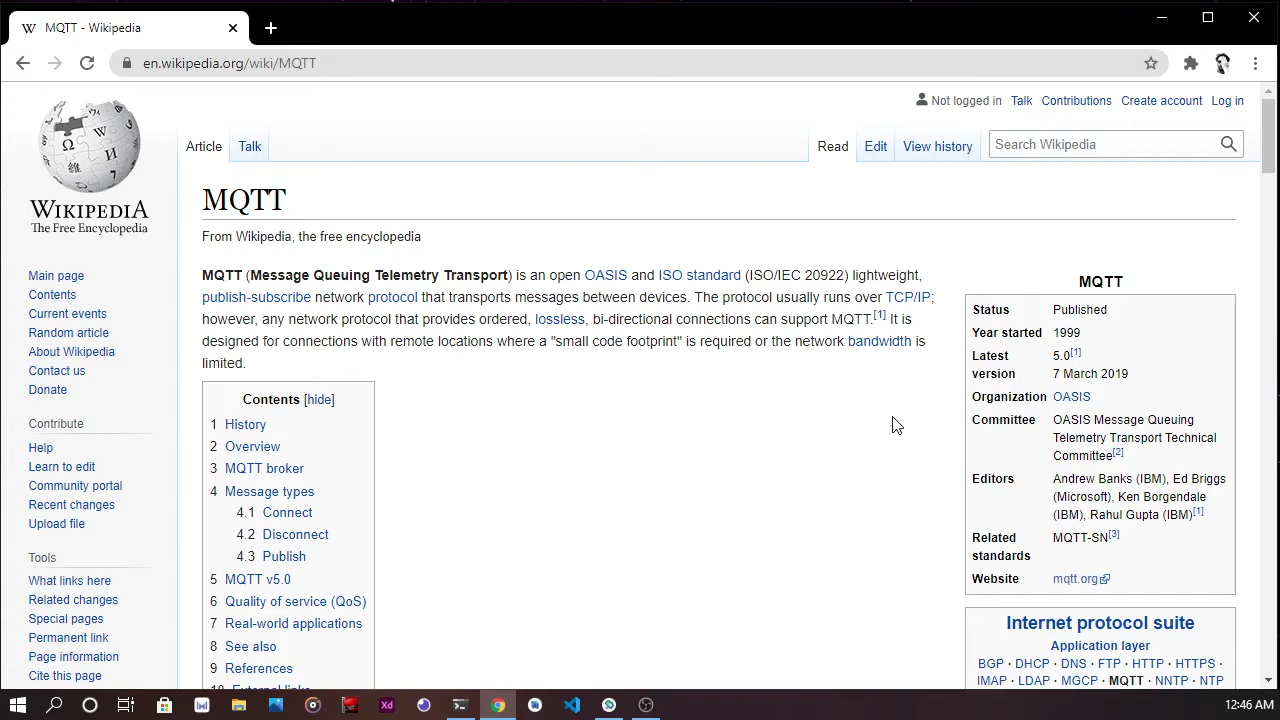 MQTT - Wikipedia
en.wikipedia.org/wiki/MQTT
Not logged in Talk Contributions Create account Log in
Article Talk Read Edit View history Search Wikipedia
WIKIPEDIA
The Free Encyclopedia
Main page
Contents
Current events
Random article
About Wikipedia
Contact us
Donate
Contribute
Help
Learn to edit
Community portal
Recent changes
Upload file
Tools
What links here
Related changes
Special pages
Permanent link
Page information
Cite this page
MQTT
From Wikipedia, the free encyclopedia
MQTT (Message Queuing Telemetry Transport) is an open OASIS and ISO standard (ISO/IEC 20922) lightweight,
publish-subscribe network protocol that transports messages between devices. The protocol usually runs over TCP/IP;
however, any network protocol that provides ordered, lossless, bi-directional connections can support MQTT.[1] It is
designed for connections with remote locations where a "small code footprint" is required or the network bandwidth is
limited.
Contents [hide]
1 History
2 Overview
3 MQTT broker
4 Message types
4.1 Connect
4.2 Disconnect
4.3 Publish
5 MQTT v5.0
6 Quality of service (QoS)
7 Real-world applications
8 See also
9 References
10 External links
MQTT
Status Published
Year started 1999
Latest version 5.0[1]
7 March 2019
Organization OASIS
Committee OASIS Message Queuing
Telemetry Transport Technical
Committee[2]
Editors Andrew Banks (IBM), Ed Briggs
(Microsoft), Ken Borgendale
(IBM), Rahul Gupta (IBM)[1]
Related standards MQTT-SN[3]
Website mqtt.org
Internet protocol suite
Application layer
BGP · DHCP · DNS · FTP · HTTP · HTTPS ·
IMAP · LDAP · MGCP · MQTT · NNTP · NTP
12:46 AM